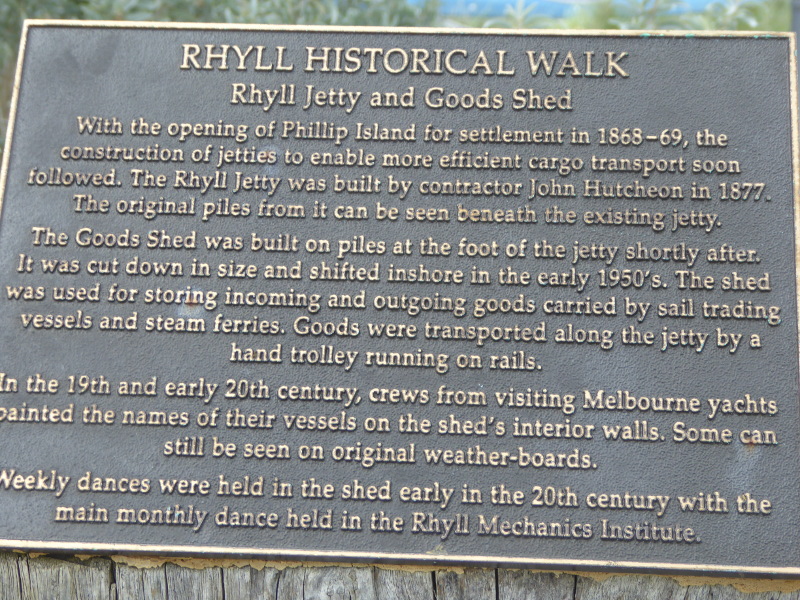 RHYLL HISTORICAL WALK
Rhyll Jetty and Goods Shed
With the opening of Phillip Island for settlement in 1868-69, the
construction of jetties to enable more efficient cargo transport soon
followed. The Rhyll Jetty was built by contractor John Hutcheon in 1877.
The original piles from it can be seen beneath the existing jetty.
The Goods Shed was built on piles at the foot of the jetty shortly after.
It was cut down in size and shifted inshore in the early 1950's. The shed
was used for storing incoming and outgoing goods carried by sail trading
vessels and steam ferries. Goods were transported along the jetty by a
hand trolley running on rails.
In the 19th and early 20th century, crews from visiting Melbourne yachts
painted the names of their vessels on the shed's interior walls. Some can
still be seen on original weather-boards.
Weekly dances were held in the shed early in the 20th century with the
main monthly dance held in the Rhyll Mechanics Institute.